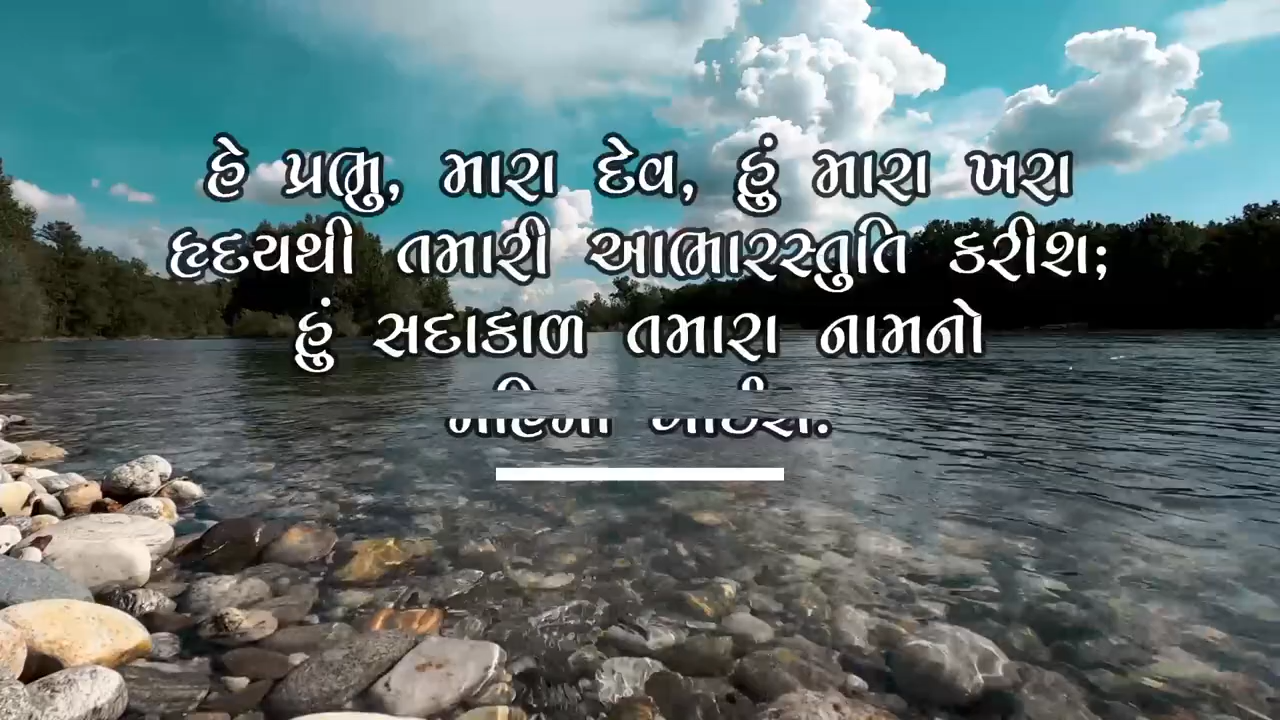 હે પ્રભુ, મારા દેવ, હું મારા ખરા
હૃદયથી તમારી આભારસ્તુતિ કરીશ;
હું સદાકાળ તમારા નામનો